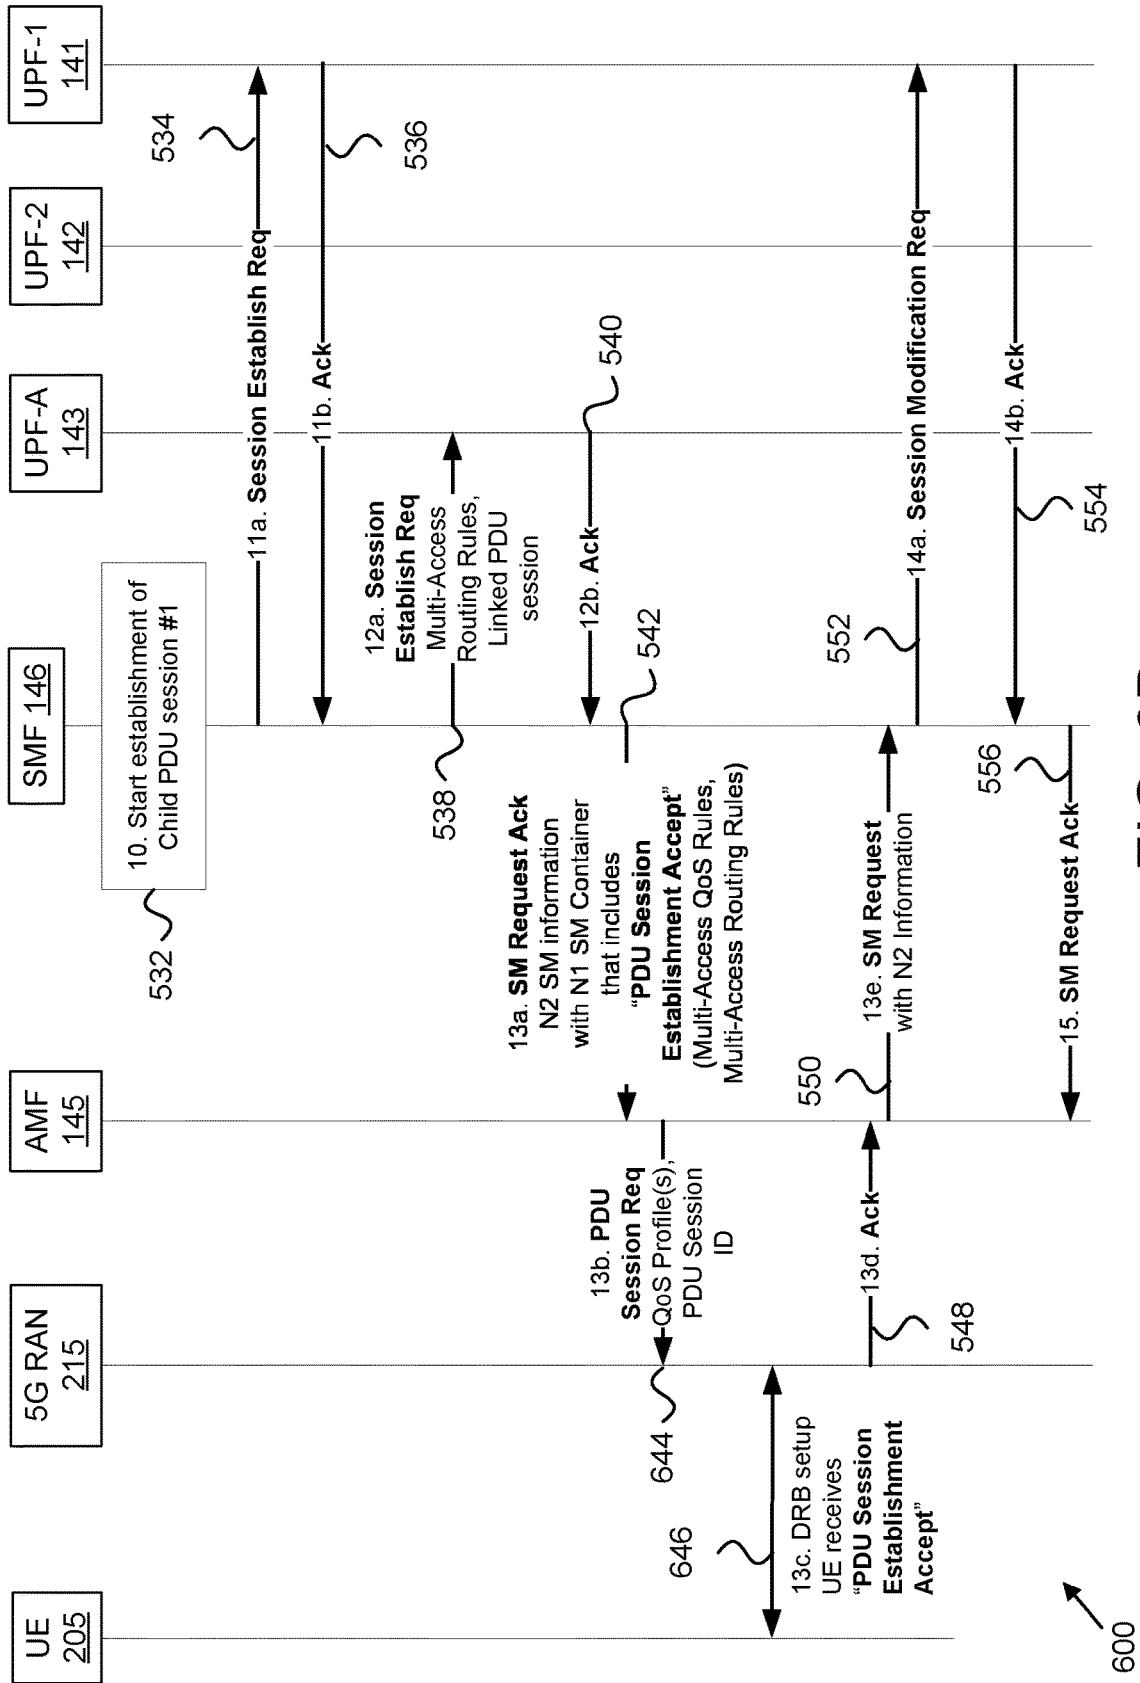 UE
205
5G RAN
215
AMF
145
SMF 146
UPF-A
143
UPF-2
142
UPF-1
141
532
10. Start establishment of
Child PDU session #1
11a. Session Establish Req
534
11b. Ack
536
12a. Session
Establish Req
Multi-Access
Routing Rules,
Linked PDU
session
538
12b. Ack
540
542
13a. SM Request Ack
N2 SM information
with N1 SM Container
that includes
“PDU Session
Establishment Accept”
(Multi-Access QoS Rules,
Multi-Access Routing Rules)
13b. PDU
Session Req
QoS Profile(s),
PDU Session
ID
644
646
13c. DRB setup
UE receives
“PDU Session
Establishment
Accept”
13d. Ack
548
550
13e. SM Request
with N2 Information
552
14a. Session Modification Req
14b. Ack
554
556
15. SM Request Ack
600